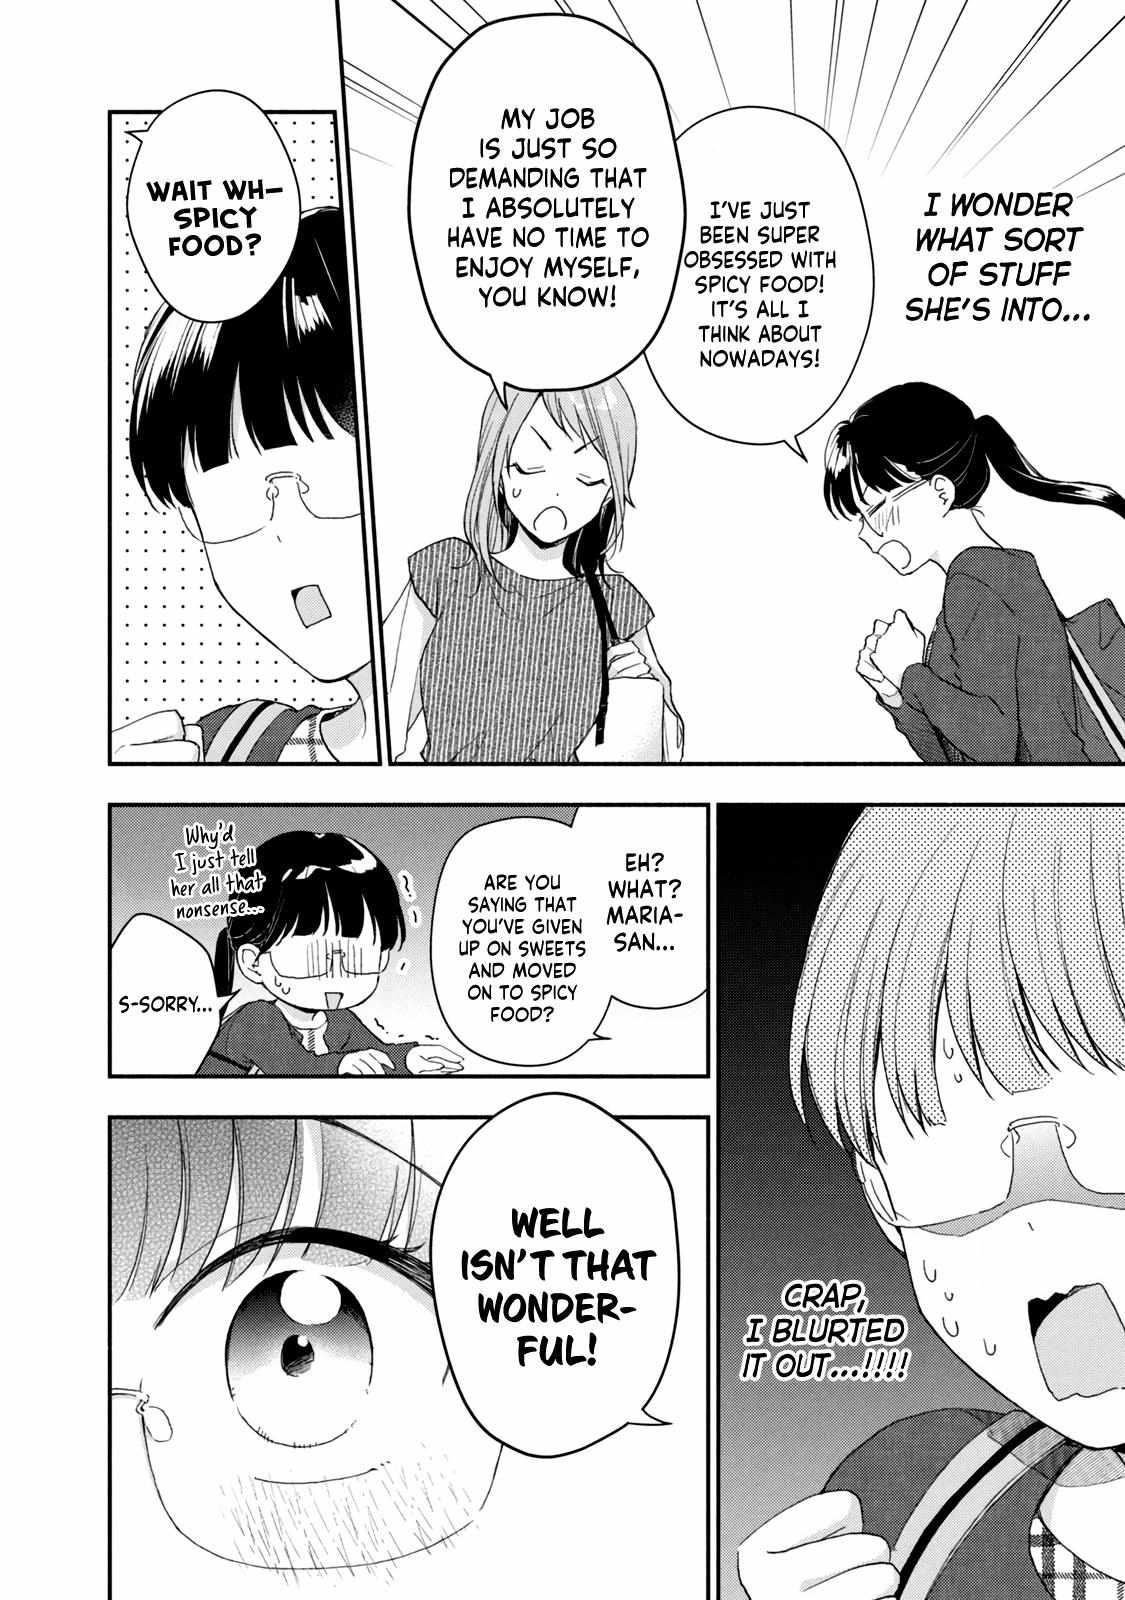 I WONDER
WHAT SORT
OF STUFF
SHE'S INTO...
I'VE JUST
BEEN SUPER
OBSESSED WITH
SPICY FOOD!
IT'S ALL I
THINK ABOUT
NOWADAYS!
MY JOB
IS JUST SO
DEMANDING THAT
I ABSOLUTELY
HAVE NO TIME TO
ENJOY MYSELF,
YOU KNOW!
WAIT WH-
SPICY
FOOD?
CRAP,
I BLURTED
IT OUT...!!!!
EH?
WHAT?
MARIA-
SAN...
ARE YOU
SAYING THAT
YOU'VE GIVEN
UP ON SWEETS
AND MOVED
ON TO SPICY
FOOD?
Why'd
I just tell
her all that
nonsense...
S-SORRY...
WELL
ISN'T THAT
WONDER-
FUL!